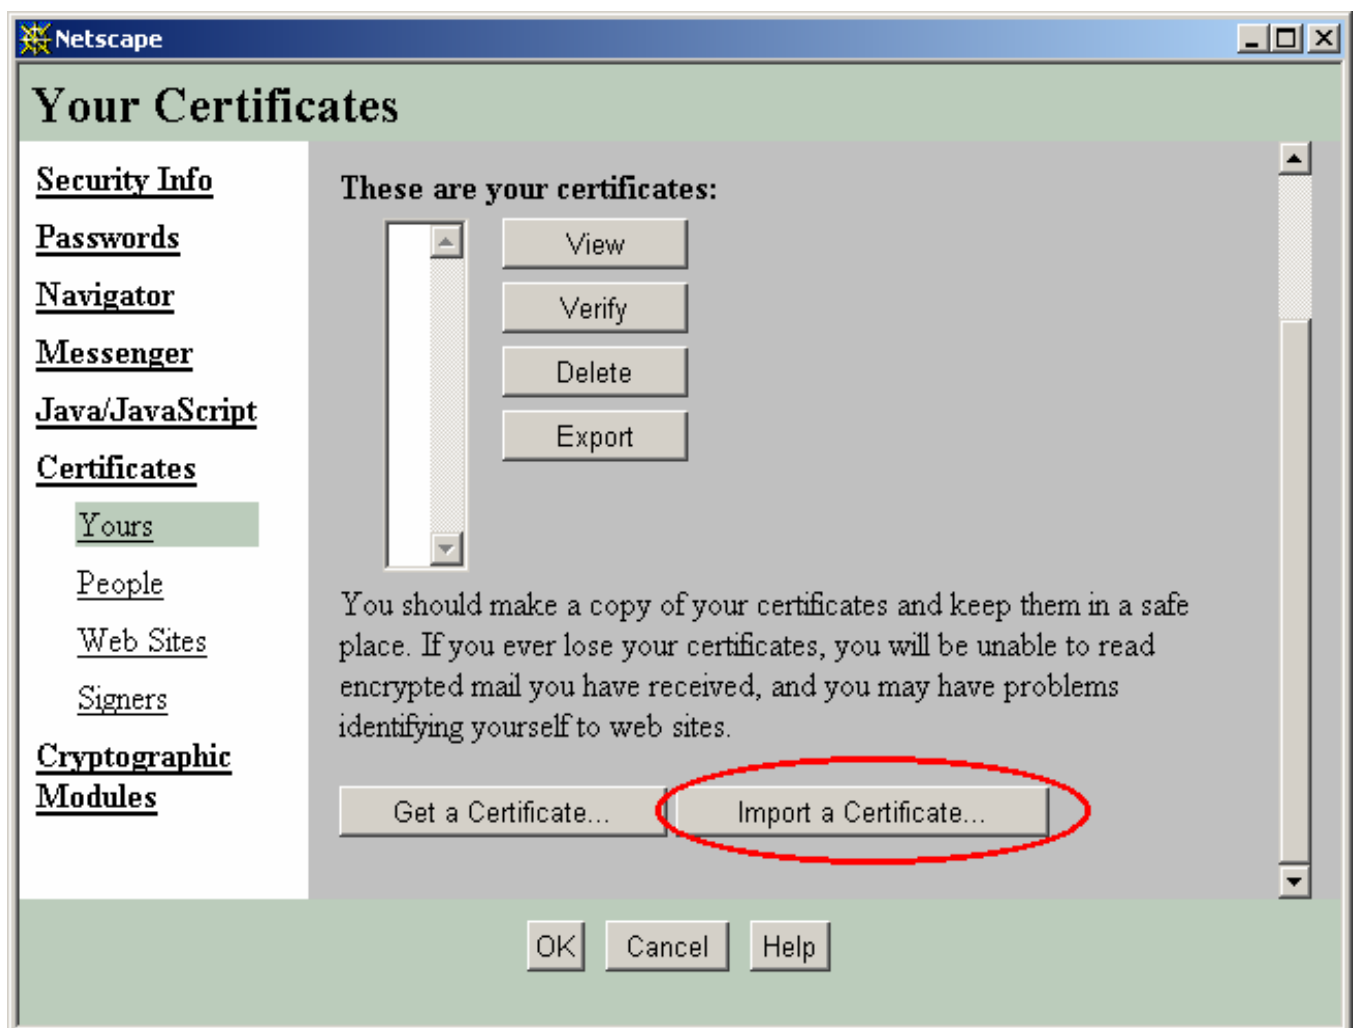 Netscape
Your Certificates
Security Info
Passwords
Navigator
Messenger
Java/JavaScript
Certificates
Yours
People
Web Sites
Signers
Cryptographic
Modules
These are your certificates:
View
Verify
Delete
Export
You should make a copy of your certificates and keep them in a safe
place. If you ever lose your certificates, you will be unable to read
encrypted mail you have received, and you may have problems
identifying yourself to web sites.
Get a Certificate... Import a Certificate...
OK Cancel Help